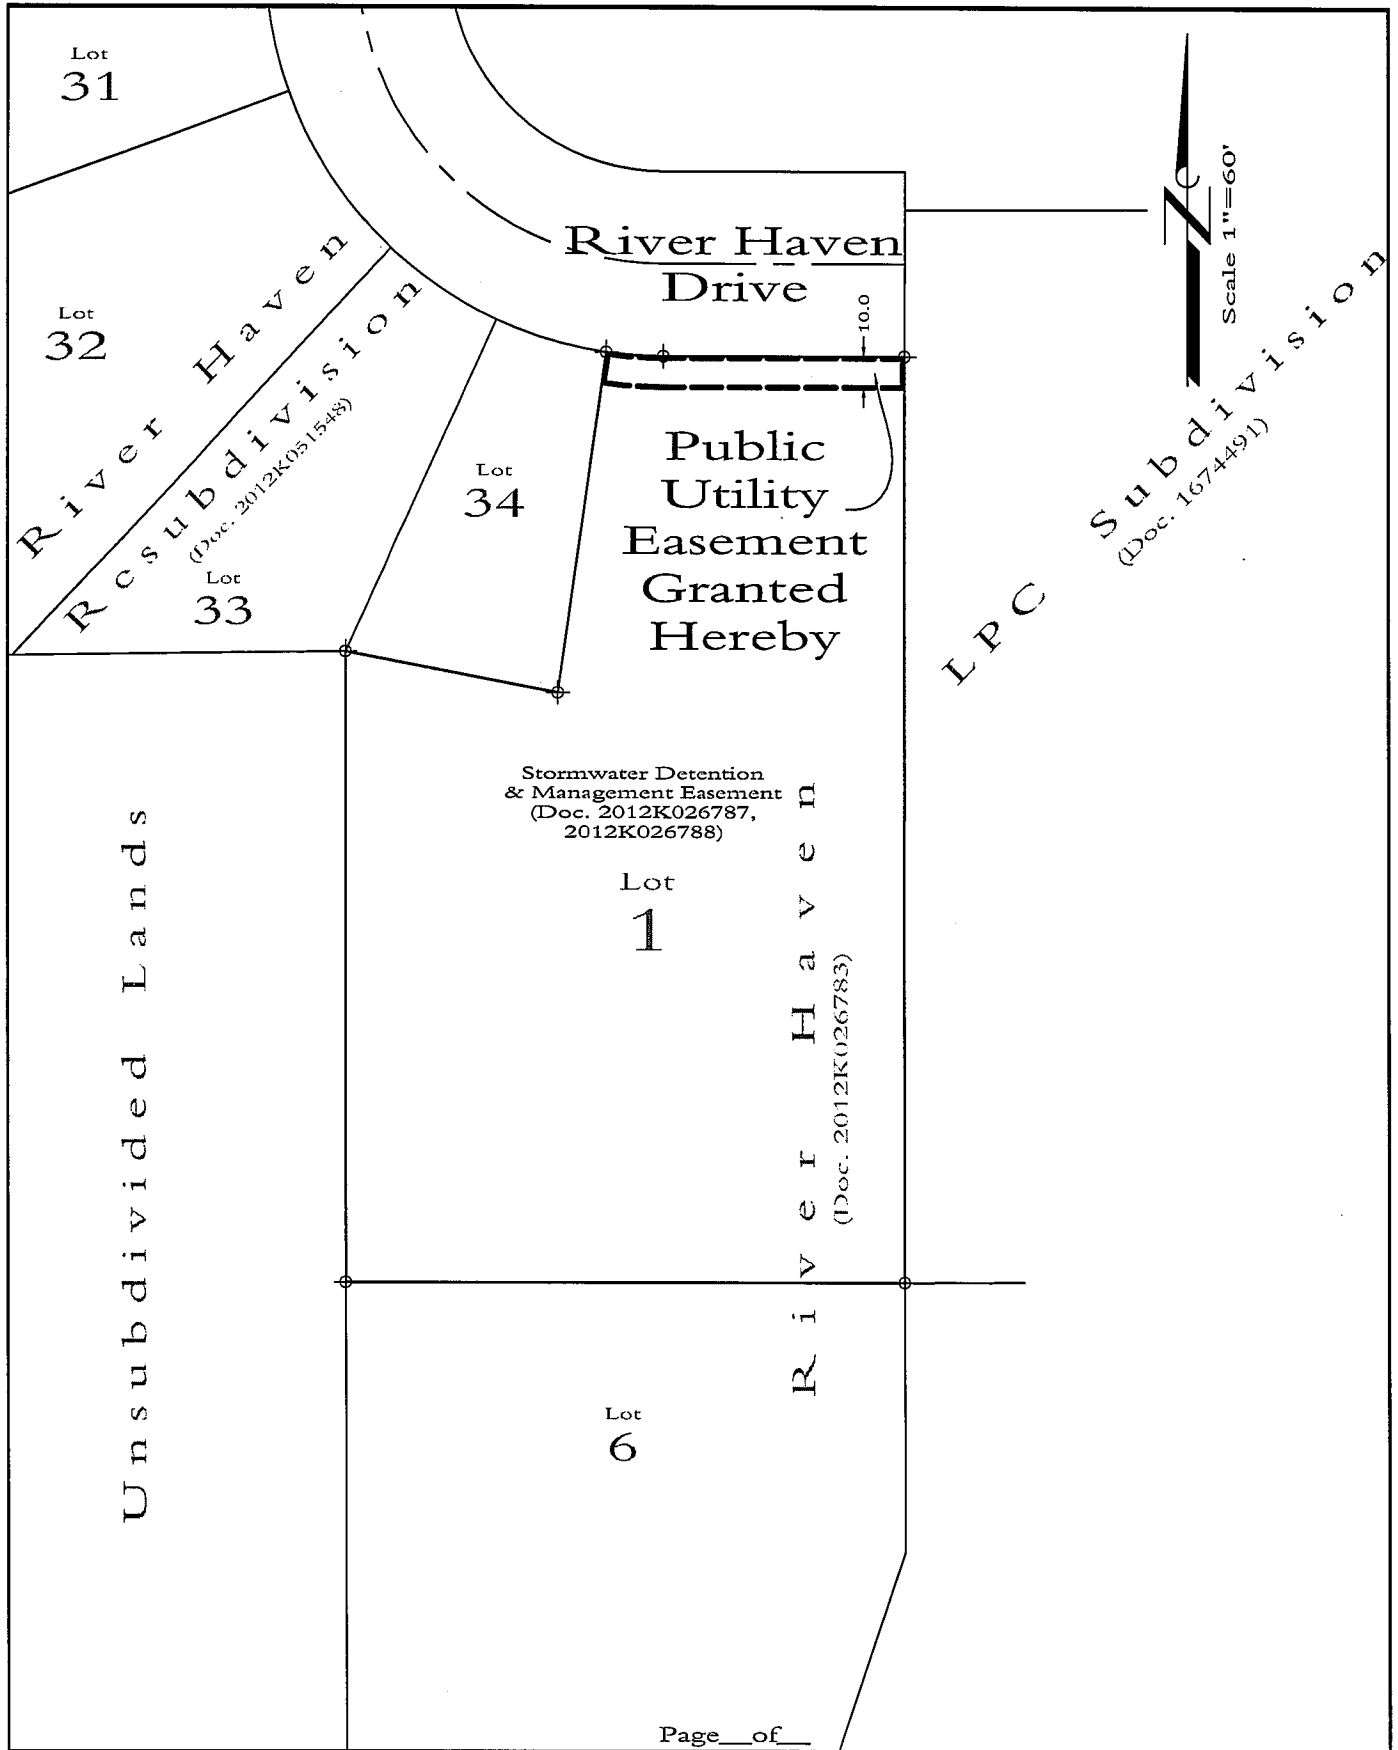 Lot
31
Lot
32
River Haven
Resubdivision
(Doc. 2012K051548)
Lot
33
Lot
34
River Haven
Drive
10.0
Public
Utility
Easement
Granted
Hereby
N
Scale 1"=60'
LPC Subdivision
(Doc. 1674491)
Stormwater Detention
& Management Easement
(Doc. 2012K026787,
2012K026788)
Lot
1
River Haven
(Doc. 2012K026783)
Unsubdivided Lands
Lot
6
Page__of__